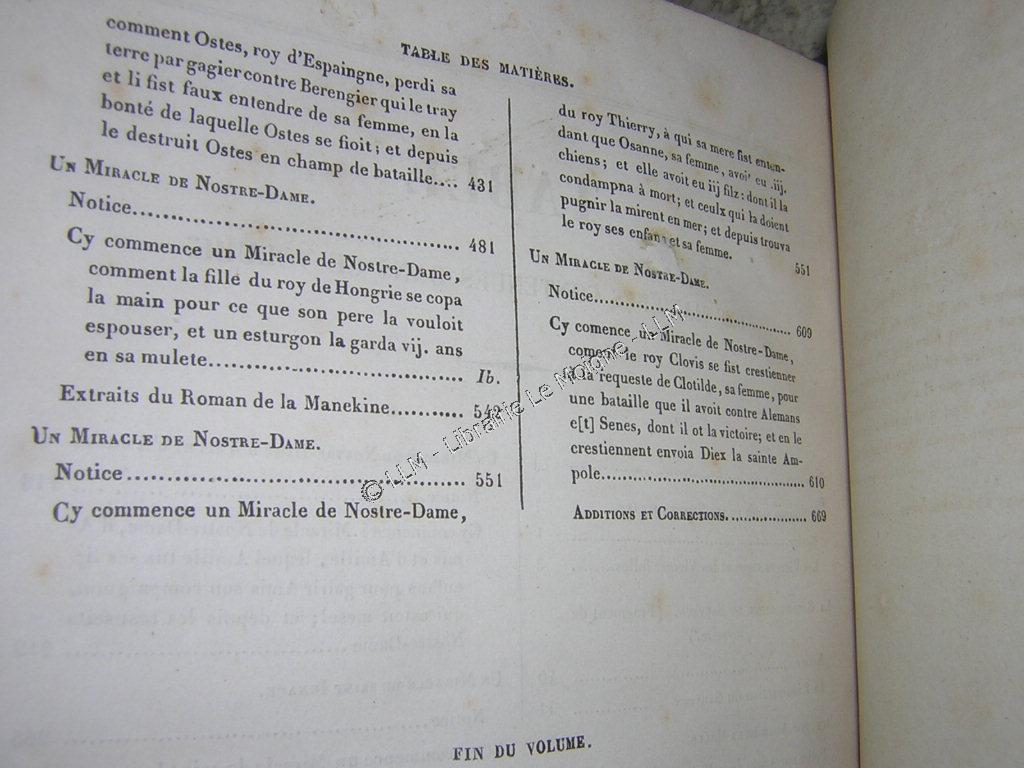 TABLE DES MATIÈRES.
comment Ostes, roy d'Espaingne, perdi sa
terre par gagier contre Berengier qui le tray
et li fist faux entendre de sa femme, en la
bonté de laquelle Ostes se fioit; et depuis
le destruit Ostes en champ de bataille.... 431
UN MIRACLE DE NOSTRE-DAME.
Notice........................................ 481
Cy commence un Miracle de Nostre-Dame,
comment la fille du roy de Hongrie se copa
la main pour ce que son pere la vouloit
espouser, et un esturgon la garda vij. ans
en sa mulete................................ Ib.
Extraits du Roman de la Manekine...........
UN MIRACLE DE NOSTRE-DAME.
Notice........................................ 551
Cy commence un Miracle de Nostre-Dame,
du roy Thierry, à qui sa mere fist enten-
dant que Osanne, sa femme, avoit eu .iij.
chiens; et elle avoit eu iij filz: dont il la
condampna à mort; et ceulx qui la doient
pugnir la mirent en mer; et depuis trouva
le roy ses enfans et sa femme. 551
UN MIRACLE DE NOSTRE-DAME.
Notice........................................ 609
Cy comence un Miracle de Nostre-Dame,
coment le roy Clovis se fist crestienner
à la requeste de Clotilde, sa femme, pour
une bataille que il avoit contre Alemans
e[t] Senes, dont il ot la victoire; et en le
crestiennent envoia Diex la sainte Am-
pole........................................ 610
ADDITIONS ET CORRECTIONS................... 669
FIN DU VOLUME.
© LLM - Librairie Le Moigne - LLM